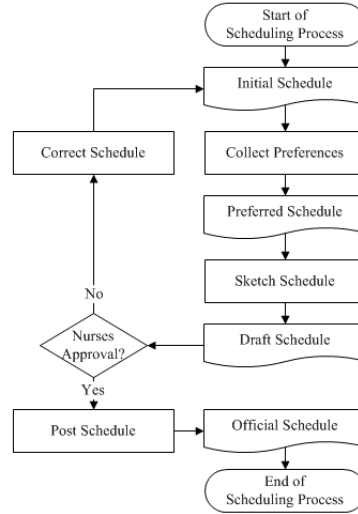 Start of
Scheduling Process
Initial Schedule
Correct Schedule
Collect Preferences
Preferred Schedule
Sketch Schedule
No
Nurses
Approval?
Draft Schedule
Yes
Post Schedule
Official Schedule
End of
Scheduling Process